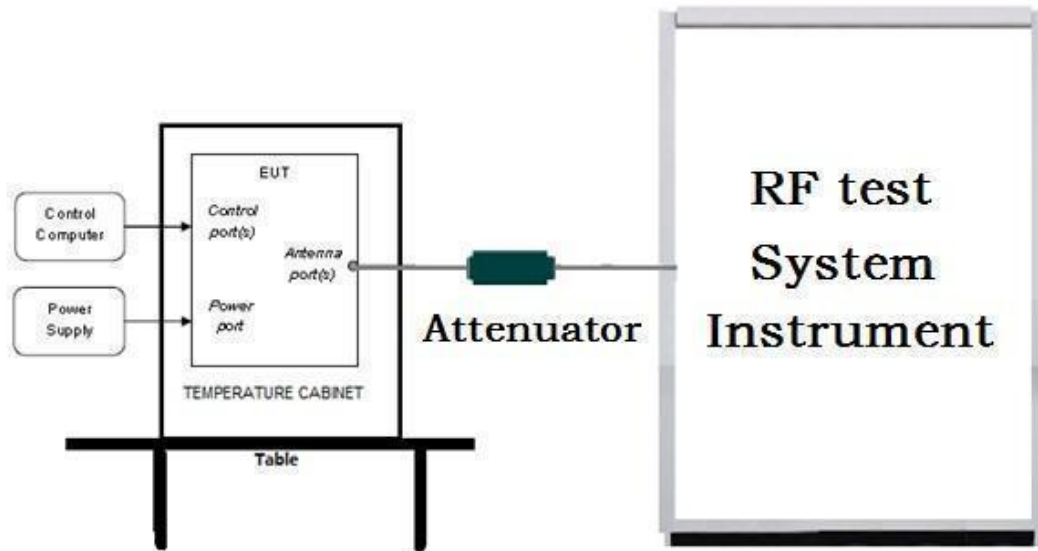 Control
Computer
Power
Supply
EUT
Control
port(s)
Antenna
port(s)
Power
port
TEMPERATURE CABINET
Table
Attenuator
RF test
System
Instrument